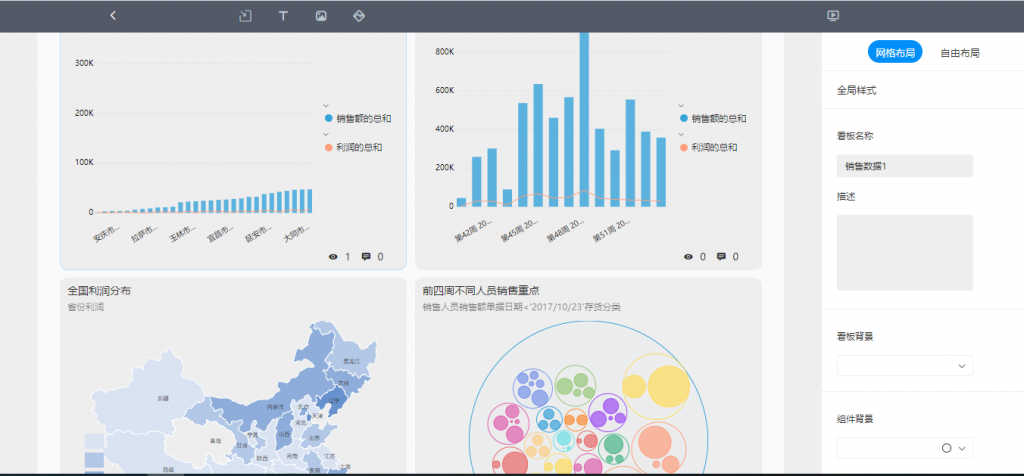 网格布局
自由布局
全局样式
看板名称
销售数据1
描述
看板背景
组件背景
300K
200K
100K
0
安庆市...
拉萨市...
玉林市...
宜昌市...
延安市...
大同市...
销售额的总和
利润的总和
1
0
800K
600K
400K
200K
0
第42周 20...
第45周 20...
第48周 20...
第51周 20...
销售额的总和
利润的总和
0
0
全国利润分布
省份利润
黑龙江
吉林
辽宁
内蒙古
北京
天津
新疆
河北
山西
山东
宁夏
青海
甘肃
陕西
河南
江苏
安徽
上海
西藏
前四周不同人员销售重点
销售人员销售额单据日期<'2017/10/23'存货分类